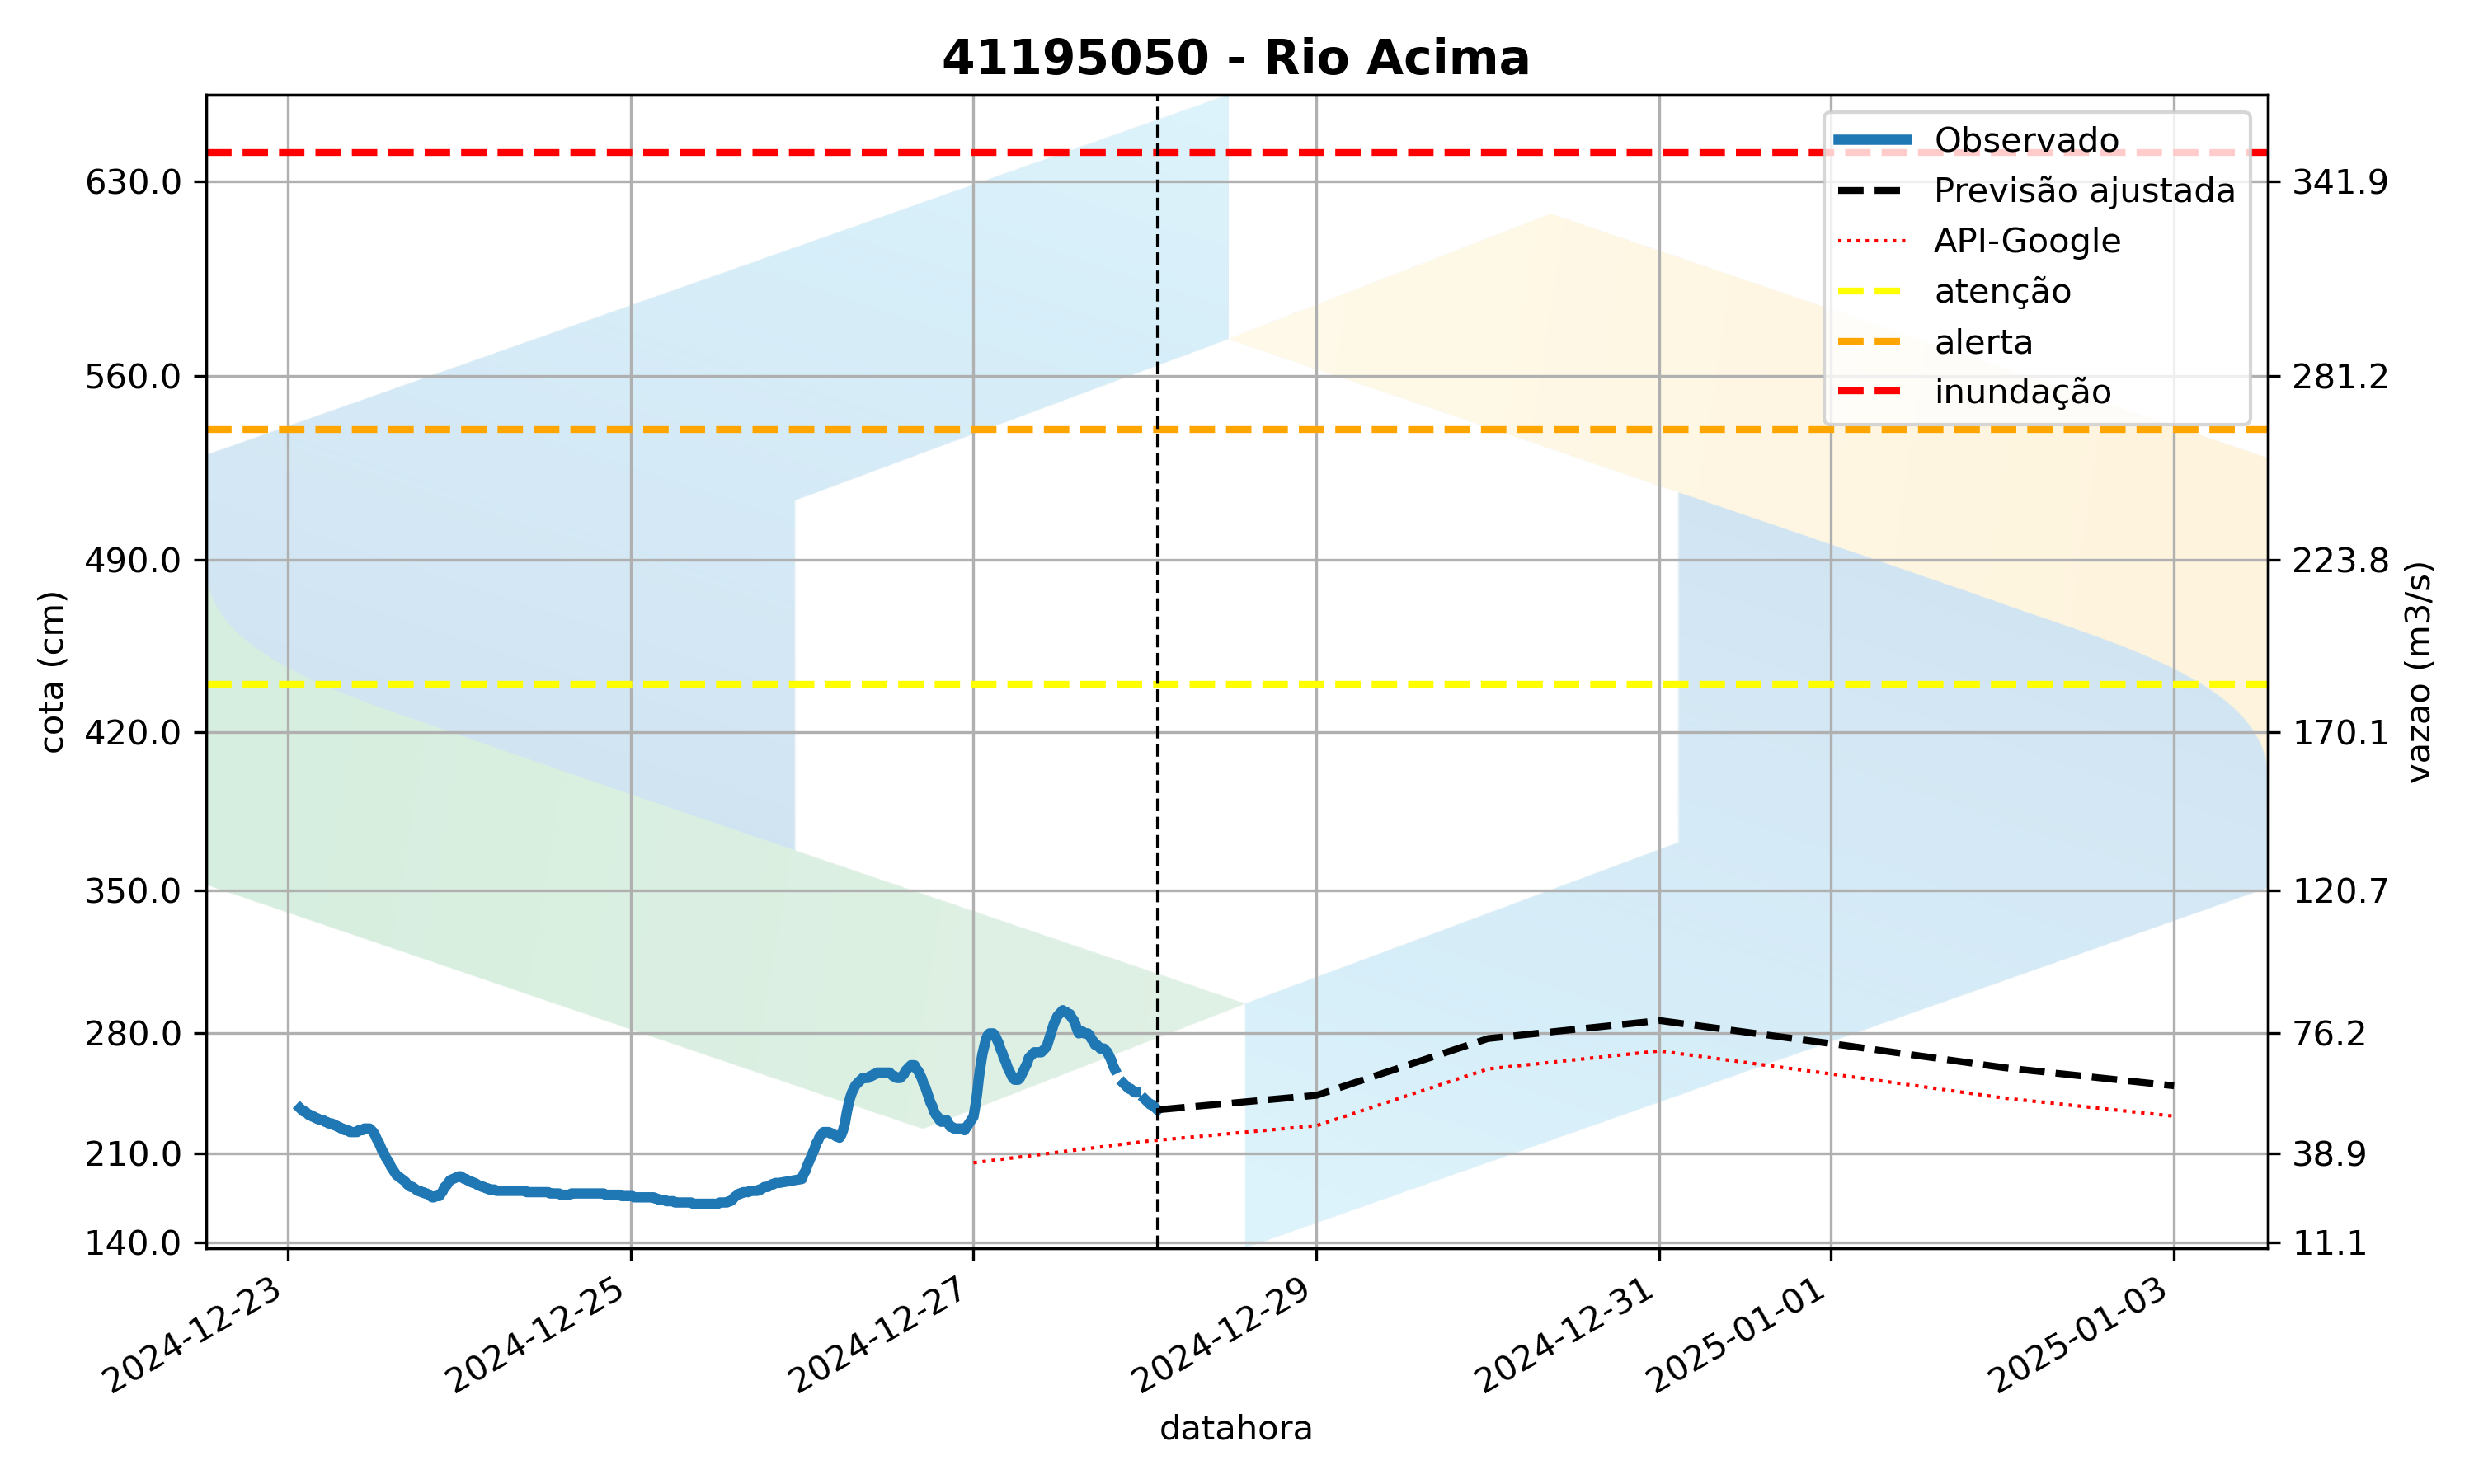 41195050 - Rio Acima
Observado
Previsão ajustada
API-Google
atenção
alerta
inundação
630.0
560.0
490.0
420.0
350.0
280.0
210.0
140.0
cota (cm)
341.9
281.2
223.8
170.1
120.7
76.2
38.9
11.1
vazao (m3/s)
2024-12-23
2024-12-25
2024-12-27
2024-12-29
2024-12-31
2025-01-01
2025-01-03
datahora